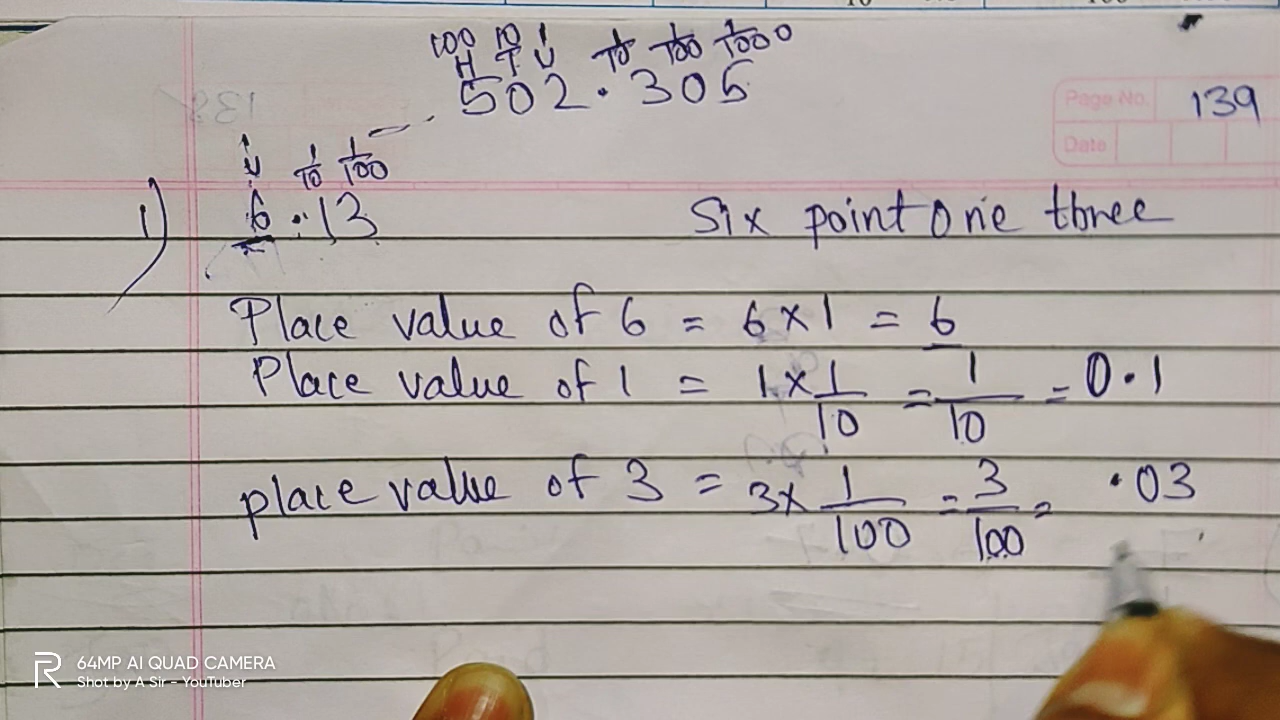 100 10 1 1/10 1/100 1/1000
H T U
502.305
Page No. 139
Date
1 1/10 1/100
U
1) 6.13 Six point One three
Place value of 6 = 6 × 1 = 6
Place value of 1 = 1 × 1/10 = 1/10 = 0.1
place value of 3 = 3 × 1/100 = 3/100 = .03
64MP AI QUAD CAMERA
Shot by A Sir - YouTuber